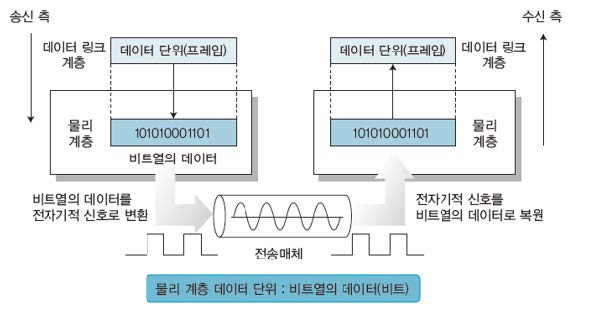 송신 측
수신 측
데이터 링크
계층
데이터 단위(프레임)
데이터 단위(프레임)
데이터 링크
계층
물리
계층
101010001101
비트열의 데이터
101010001101
물리
계층
비트열의 데이터를
전자기적 신호로 변환
전자기적 신호를
비트열의 데이터로 복원
전송매체
물리 계층 데이터 단위 : 비트열의 데이터(비트)